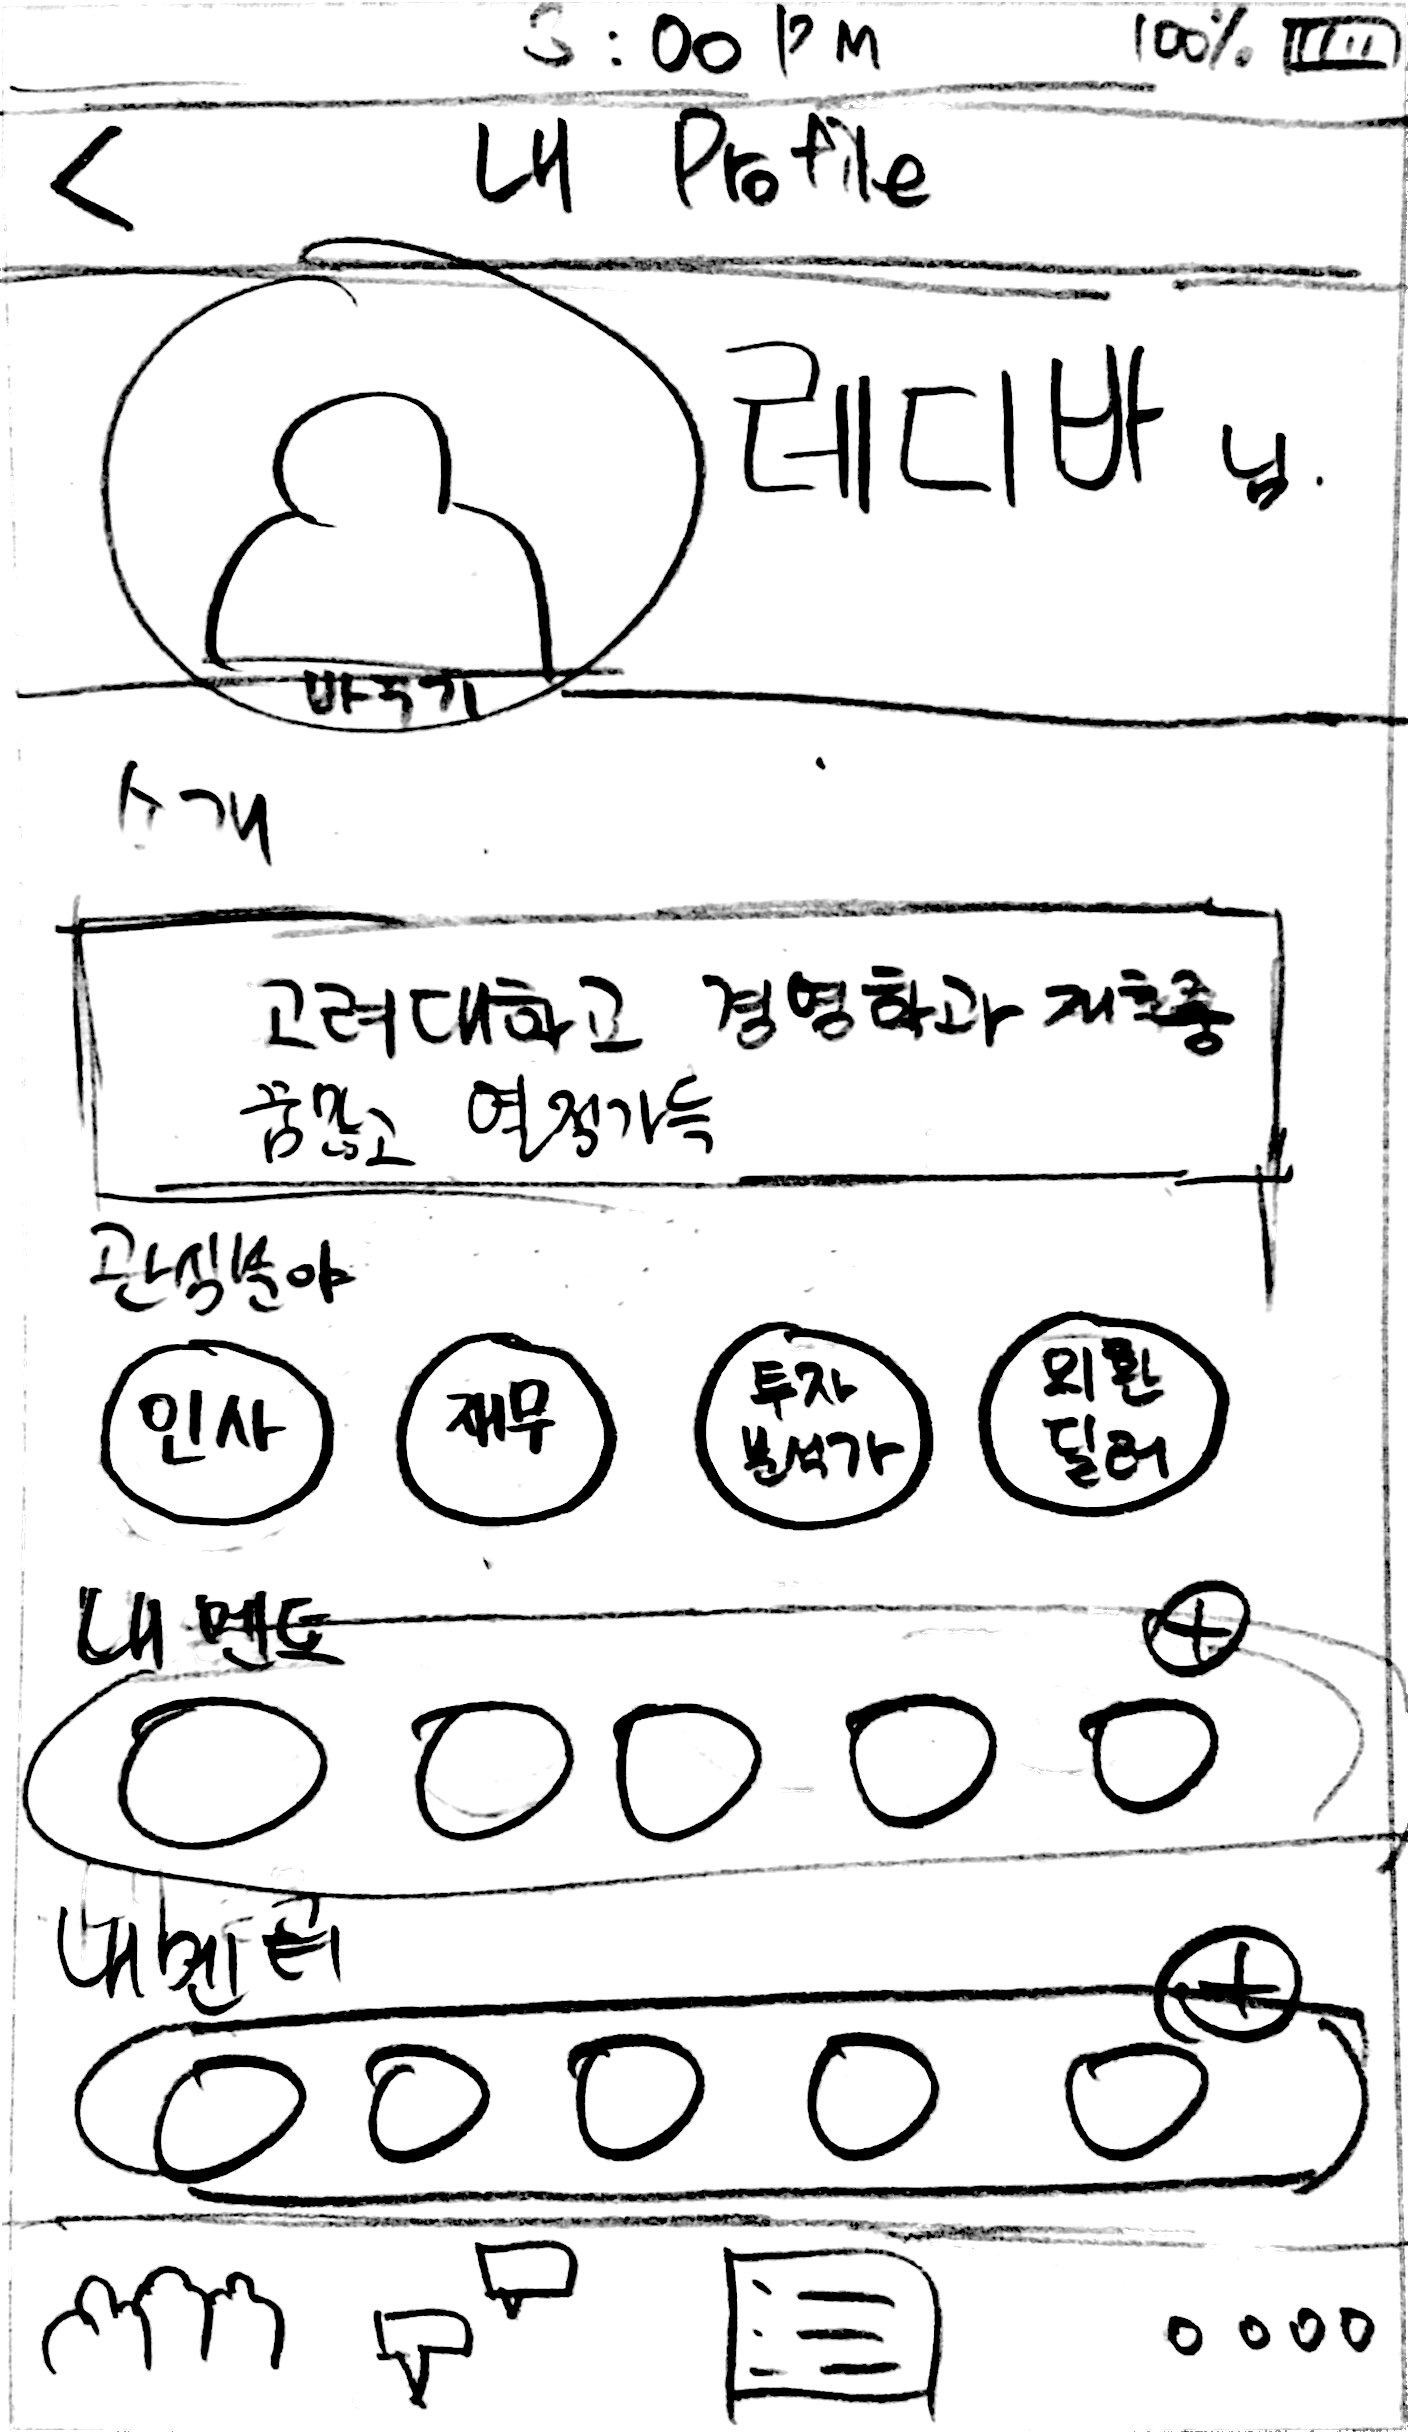 :00 PM 100%
< 내 Profile
레디바 님.
바꾸기
소개
고려대학교 경영학과 재학중
꿈많고 열정가득
관심분야
인사
재무
투자
분석가
외환
딜러
내 멘토
+
내 멘티
+